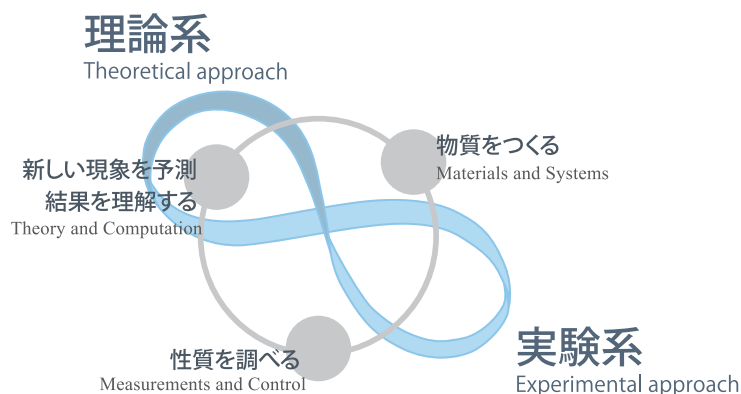 理論系
Theoretical approach
物質をつくる
Materials and Systems
新しい現象を予測
結果を理解する
Theory and Computation
実験系
Experimental approach
性質を調べる
Measurements and Control